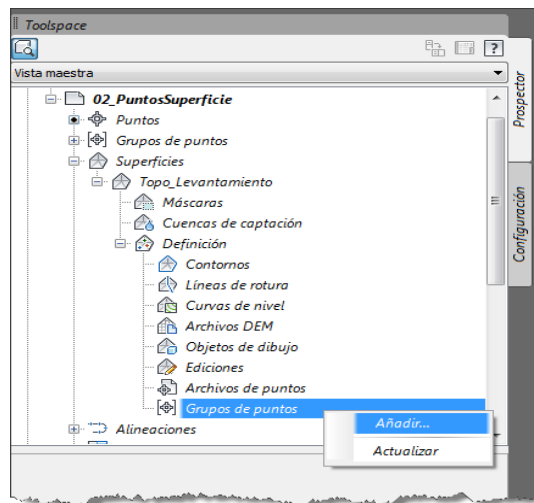 Toolspace
?
Vista maestra
02_PuntosSuperficie
Puntos
Grupos de puntos
Superficies
Topo_Levantamiento
Máscaras
Cuencas de captación
Definición
Contornos
Líneas de rotura
Curvas de nivel
Archivos DEM
Objetos de dibujo
Ediciones
Archivos de puntos
Grupos de puntos
Añadir...
Alineaciones
Actualizar
Prospector
Configuración